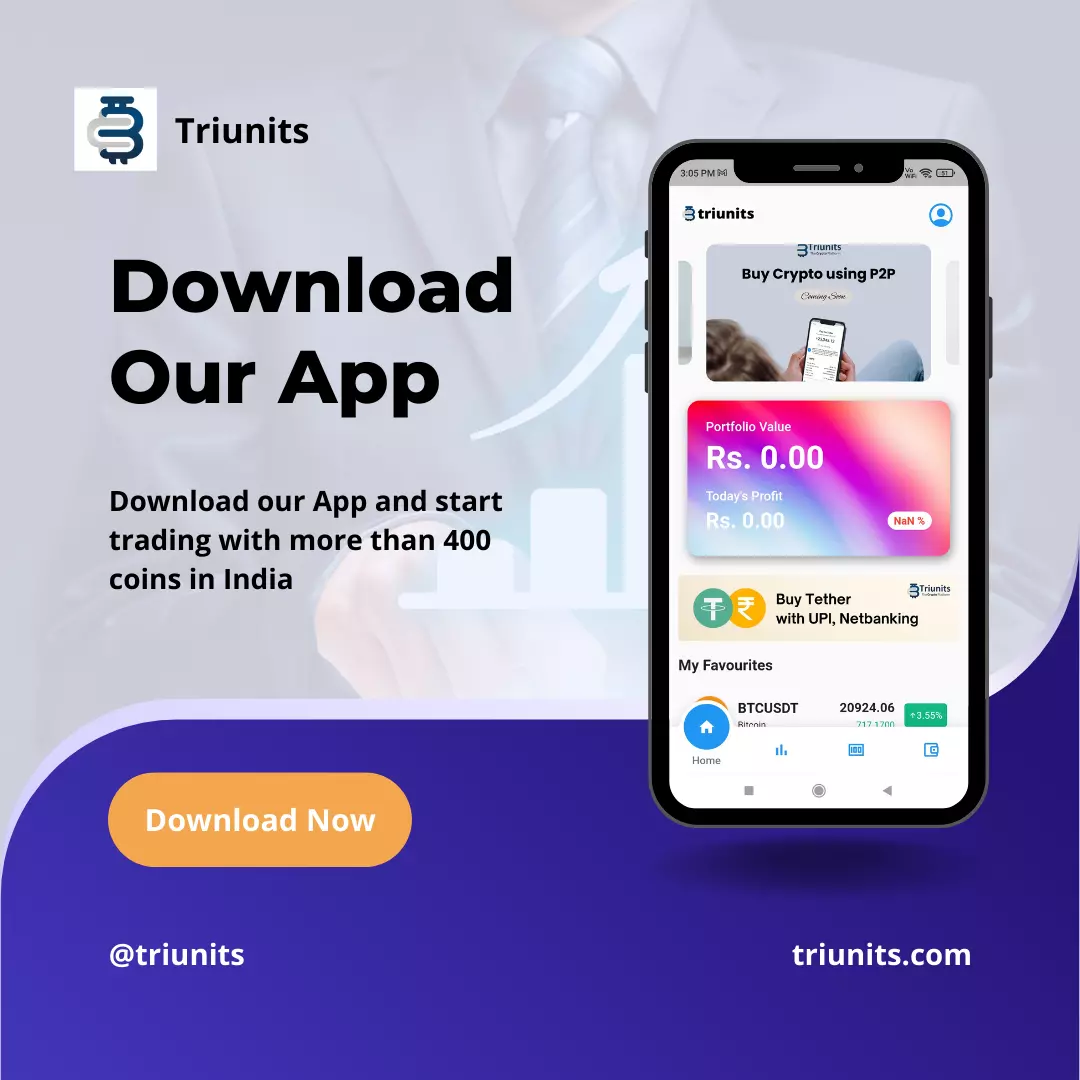 Triunits
Download
Our App
Download our App and start
trading with more than 400
coins in India
Download Now
@triunits
triunits.com
3:05 PM
Vo
WiFi
51
triunits
Triunits
Buy Crypto using P2P
Coming Soon
Portfolio Value
Rs. 0.00
Today's Profit
Rs. 0.00
NaN %
Triunits
Buy Tether
with UPI, Netbanking
My Favourites
BTCUSDT 20924.06 ↑3.55%
Bitcoin 717.1700
Home